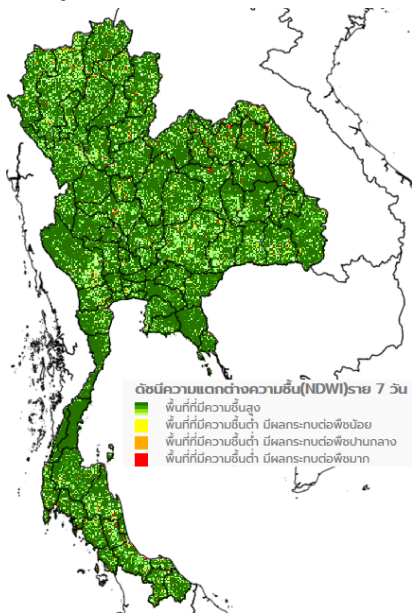 ดัชนีความแตกต่างความชื้น(NDWI)ราย 7 วัน
พื้นที่ที่มีความชื้นสูง
พื้นที่ที่มีความชื้นต่ำ มีผลกระทบต่อพืชน้อย
พื้นที่ที่มีความชื้นต่ำ มีผลกระทบต่อพืชปานกลาง
พื้นที่ที่มีความชื้นต่ำ มีผลกระทบต่อพืชมาก